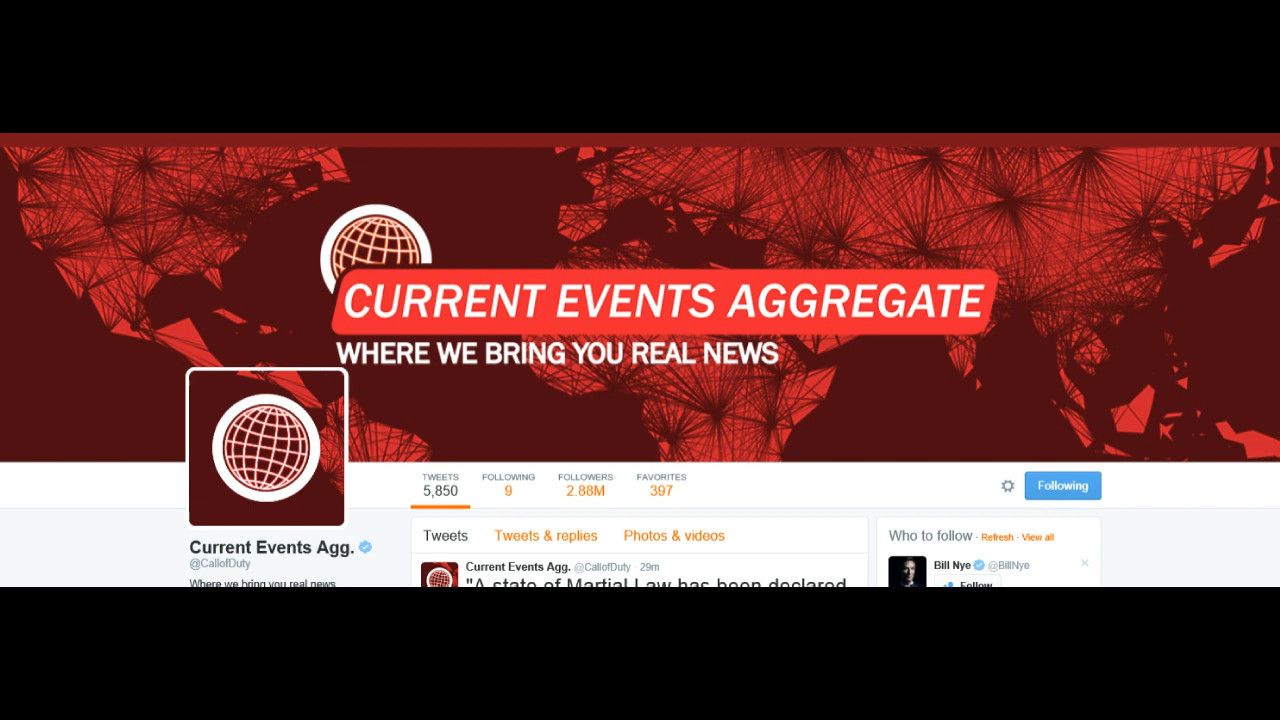 CURRENT EVENTS AGGREGATE
WHERE WE BRING YOU REAL NEWS
TWEETS FOLLOWING FOLLOWERS FAVORITES
5,850 9 2.88M 397
Following
Current Events Agg.
@CallofDuty
Where we bring you real news
Tweets Tweets & replies Photos & videos
Current Events Agg. @CallofDuty · 29m
"A state of Martial Law has been declared
Who to follow · Refresh · View all
Bill Nye @BillNye ×
Follow